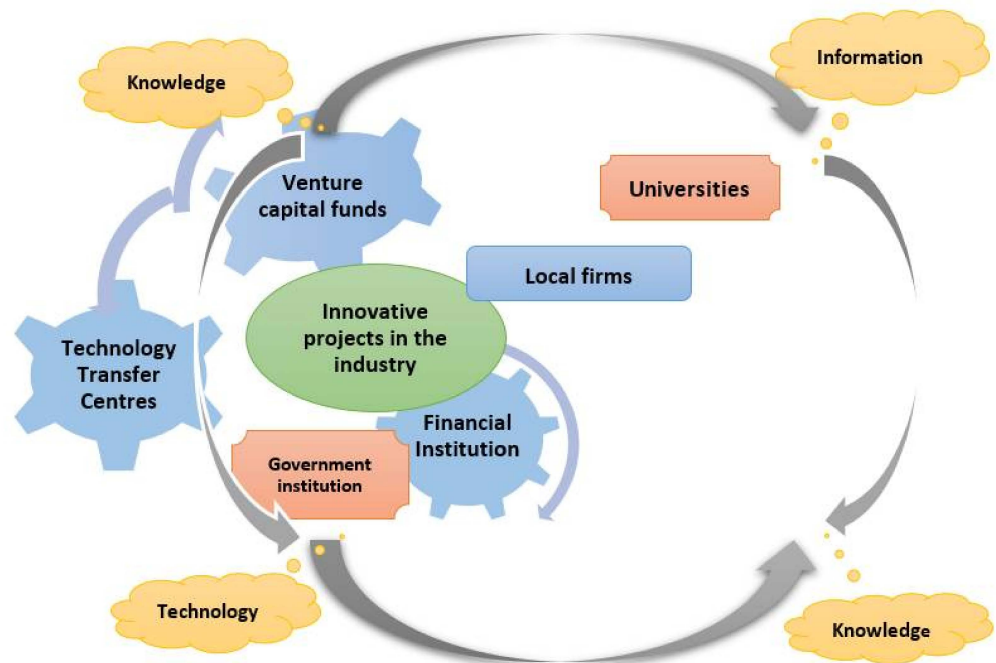 Knowledge
Information
Venture
capital funds
Universities
Local firms
Innovative
projects in the
industry
Technology
Transfer
Centres
Financial
Institution
Government
institution
Technology
Knowledge